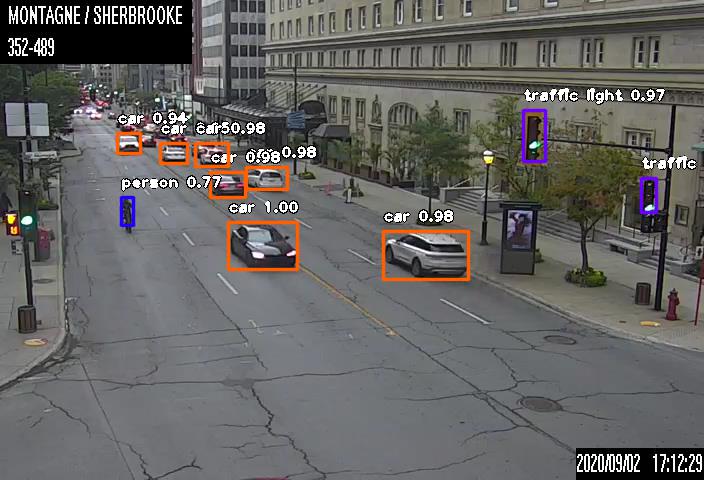 MONTAGNE / SHERBROOKE
352-489
traffic light 0.97
car 0.94
car
0.98
car 0.98
0.98
traffic
person 0.77
car 1.00
car 0.98
2020/09/02 17:12:29